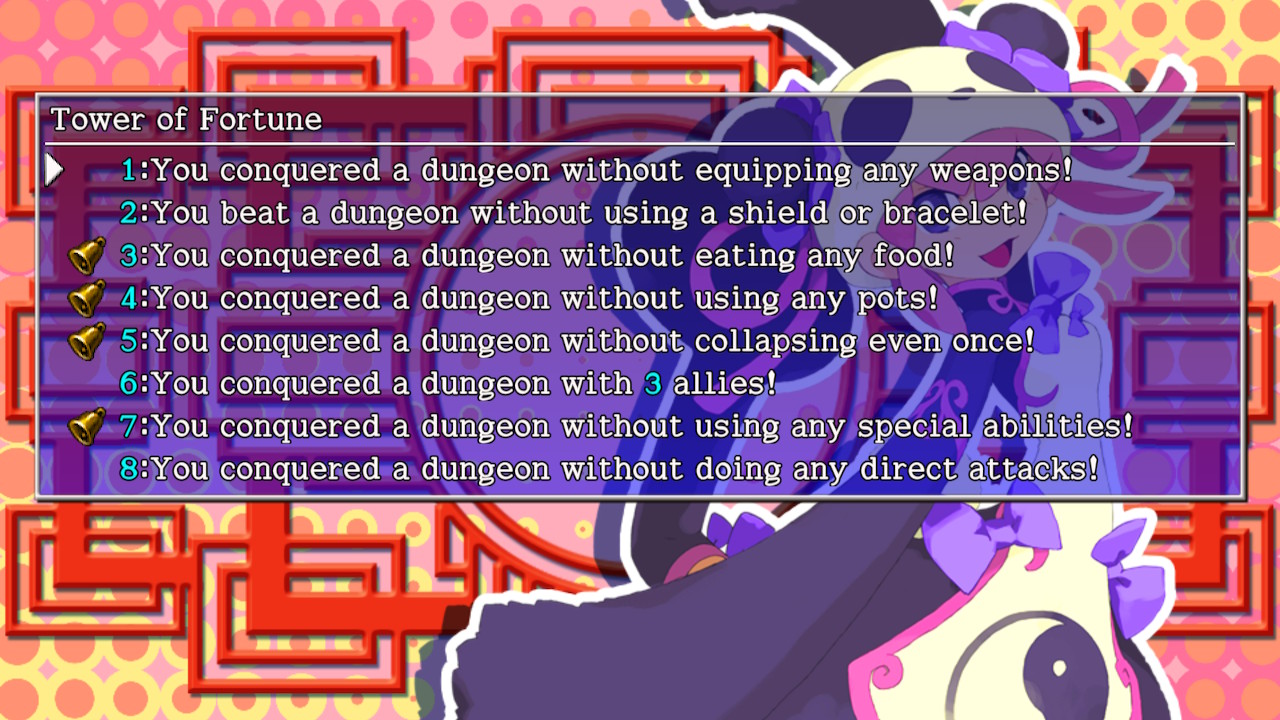 Tower of Fortune
1:You conquered a dungeon without equipping any weapons!
2:You beat a dungeon without using a shield or bracelet!
3:You conquered a dungeon without eating any food!
4:You conquered a dungeon without using any pots!
5:You conquered a dungeon without collapsing even once!
6:You conquered a dungeon with 3 allies!
7:You conquered a dungeon without using any special abilities!
8:You conquered a dungeon without doing any direct attacks!